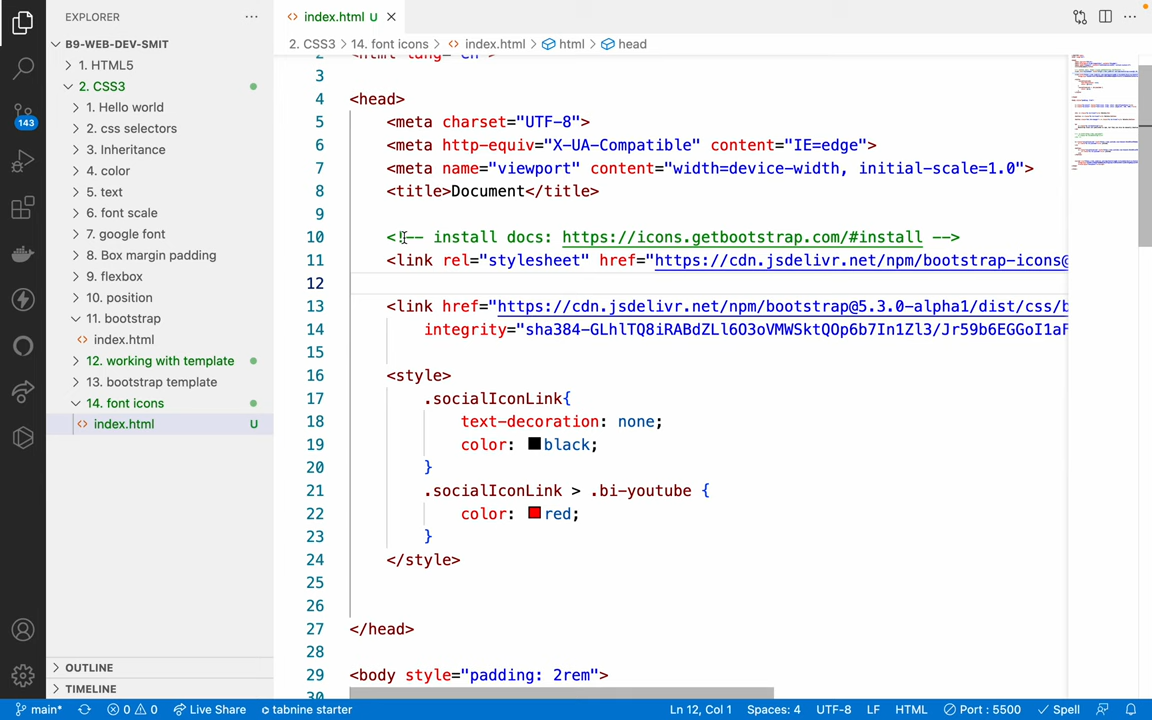 EXPLORER
index.html U
B9-WEB-DEV-SMIT
2. CSS3 > 14. font icons > index.html > html > head
1. HTML5
2. CSS3
1. Hello world
2. css selectors
3. Inheritance
4. color
5. text
6. font scale
7. google font
8. Box margin padding
9. flexbox
10. position
11. bootstrap
index.html
12. working with template
13. bootstrap template
14. font icons
index.html U
OUTLINE
TIMELINE
143
2 <html lang="en">
3
4 <head>
5 <meta charset="UTF-8">
6 <meta http-equiv="X-UA-Compatible" content="IE=edge">
7 <meta name="viewport" content="width=device-width, initial-scale=1.0">
8 <title>Document</title>
9
10 <!-- install docs: https://icons.getbootstrap.com/#install -->
11 <link rel="stylesheet" href="https://cdn.jsdelivr.net/npm/bootstrap-icons@
12
13 <link href="https://cdn.jsdelivr.net/npm/bootstrap@5.3.0-alpha1/dist/css/b
14 integrity="sha384-GLhlTQ8iRABdZLl6O3oVMWSktQOp6b7In1Zl3/Jr59b6EGGoI1aF
15
16 <style>
17 .socialIconLink{
18 text-decoration: none;
19 color: black;
20 }
21 .socialIconLink > .bi-youtube {
22 color: red;
23 }
24 </style>
25
26
27 </head>
28
29 <body style="padding: 2rem">
30
main* 0 0 Live Share tabnine starter Ln 12, Col 1 Spaces: 4 UTF-8 LF HTML Port : 5500 Spell